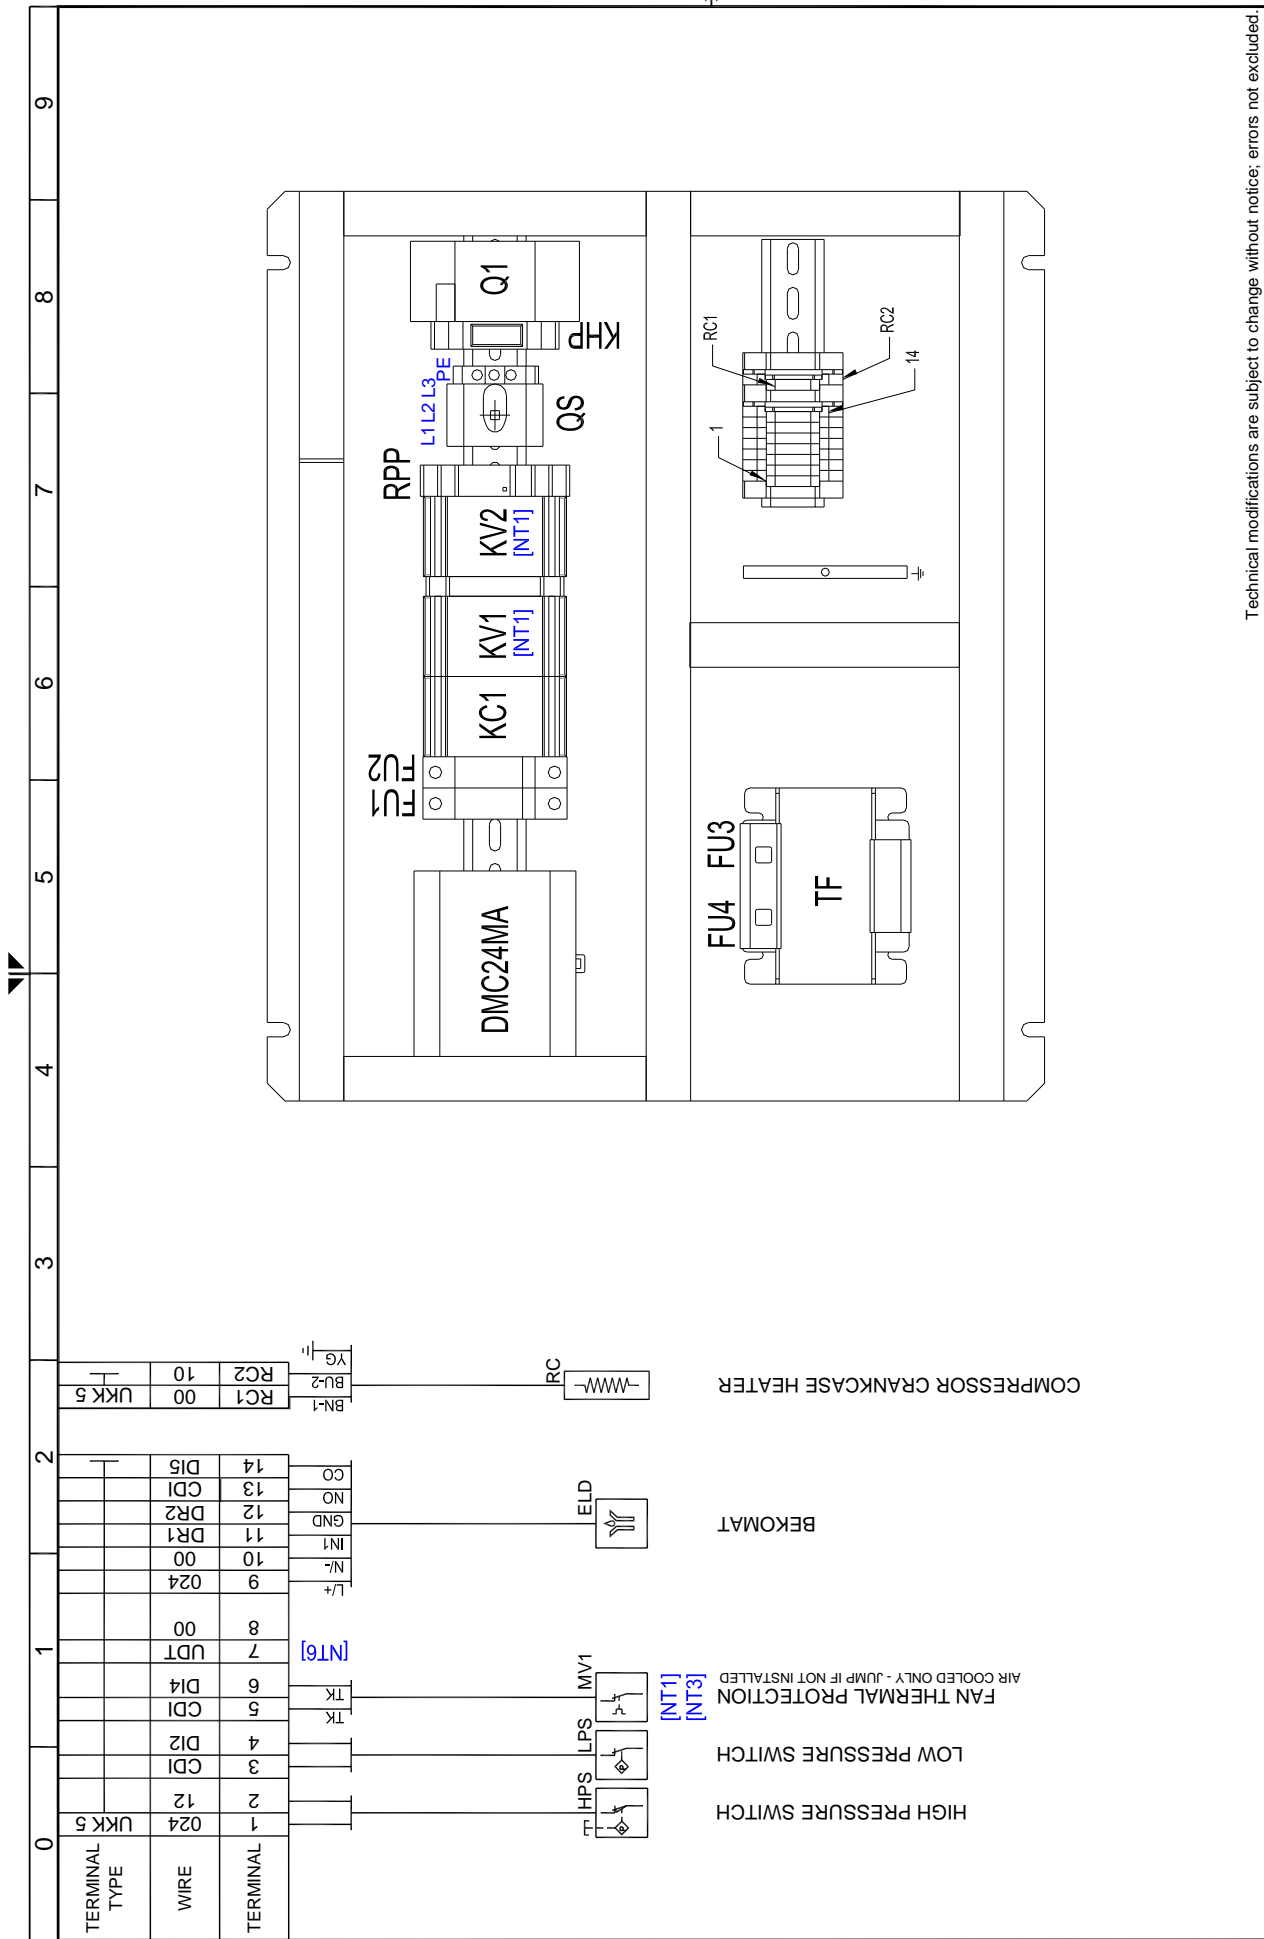 0 1 2 3 4 5 6 7 8 9
TERMINAL
TYPE
UKK 5
UKK 5
WIRE
024 12 CDI DI2 CDI DI4 UDT 00 024 00 DR1 DR2 CDI DI5 00 10
TERMINAL
1 2 3 4 5 6 7 8 9 10 11 12 13 14 RC1 RC2
TK TK [NT6] L/+ N/- IN1 GND NO CO BN-1 BU-2 YG
HPS LPS MV1 ELD RC
[NT1]
[NT3]
HIGH PRESSURE SWITCH
LOW PRESSURE SWITCH
FAN THERMAL PROTECTION
AIR COOLED ONLY - JUMP IF NOT INSTALLED
BEKOMAT
COMPRESSOR CRANKCASE HEATER
DMC24MA
FU1
FU2
KC1
KV1
[NT1]
KV2
[NT1]
RPP
L1 L2 L3
PE
QS
KHP
Q1
FU4 FU3
TF
1
RC1
14
RC2
Technical modifications are subject to change without notice; errors not excluded.